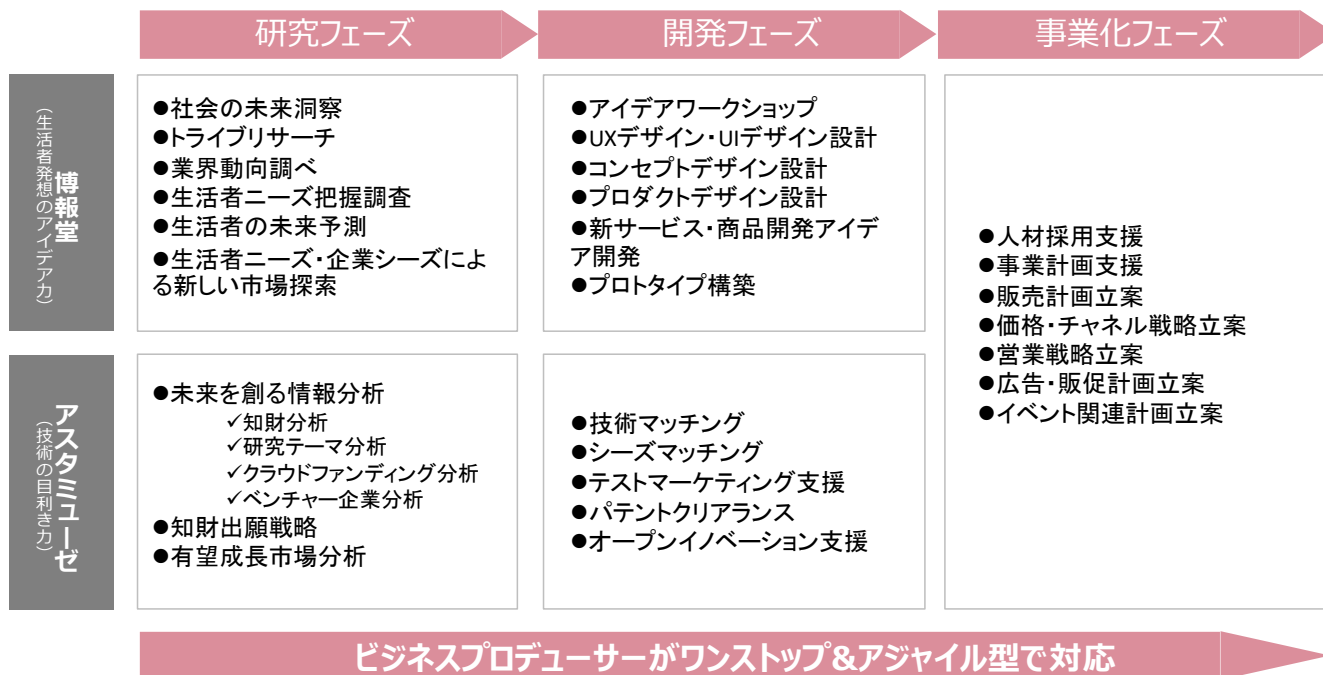 研究フェーズ
開発フェーズ
事業化フェーズ
博報堂
（生活者発想のアイデア力）
●社会の未来洞察
●トライブリサーチ
●業界動向調べ
●生活者ニーズ把握調査
●生活者の未来予測
●生活者ニーズ・企業シーズによ
る新しい市場探索
●アイデアワークショップ
●UXデザイン・UIデザイン設計
●コンセプトデザイン設計
●プロダクトデザイン設計
●新サービス・商品開発アイデ
ア開発
●プロトタイプ構築
●人材採用支援
●事業計画支援
●販売計画立案
●価格・チャネル戦略立案
●営業戦略立案
●広告・販促計画立案
●イベント関連計画立案
アスタミューゼ
（技術の目利き力）
●未来を創る情報分析
✓知財分析
✓研究テーマ分析
✓クラウドファンディング分析
✓ベンチャー企業分析
●知財出願戦略
●有望成長市場分析
●技術マッチング
●シーズマッチング
●テストマーケティング支援
●パテントクリアランス
●オープンイノベーション支援
ビジネスプロデューサーがワンストップ&アジャイル型で対応